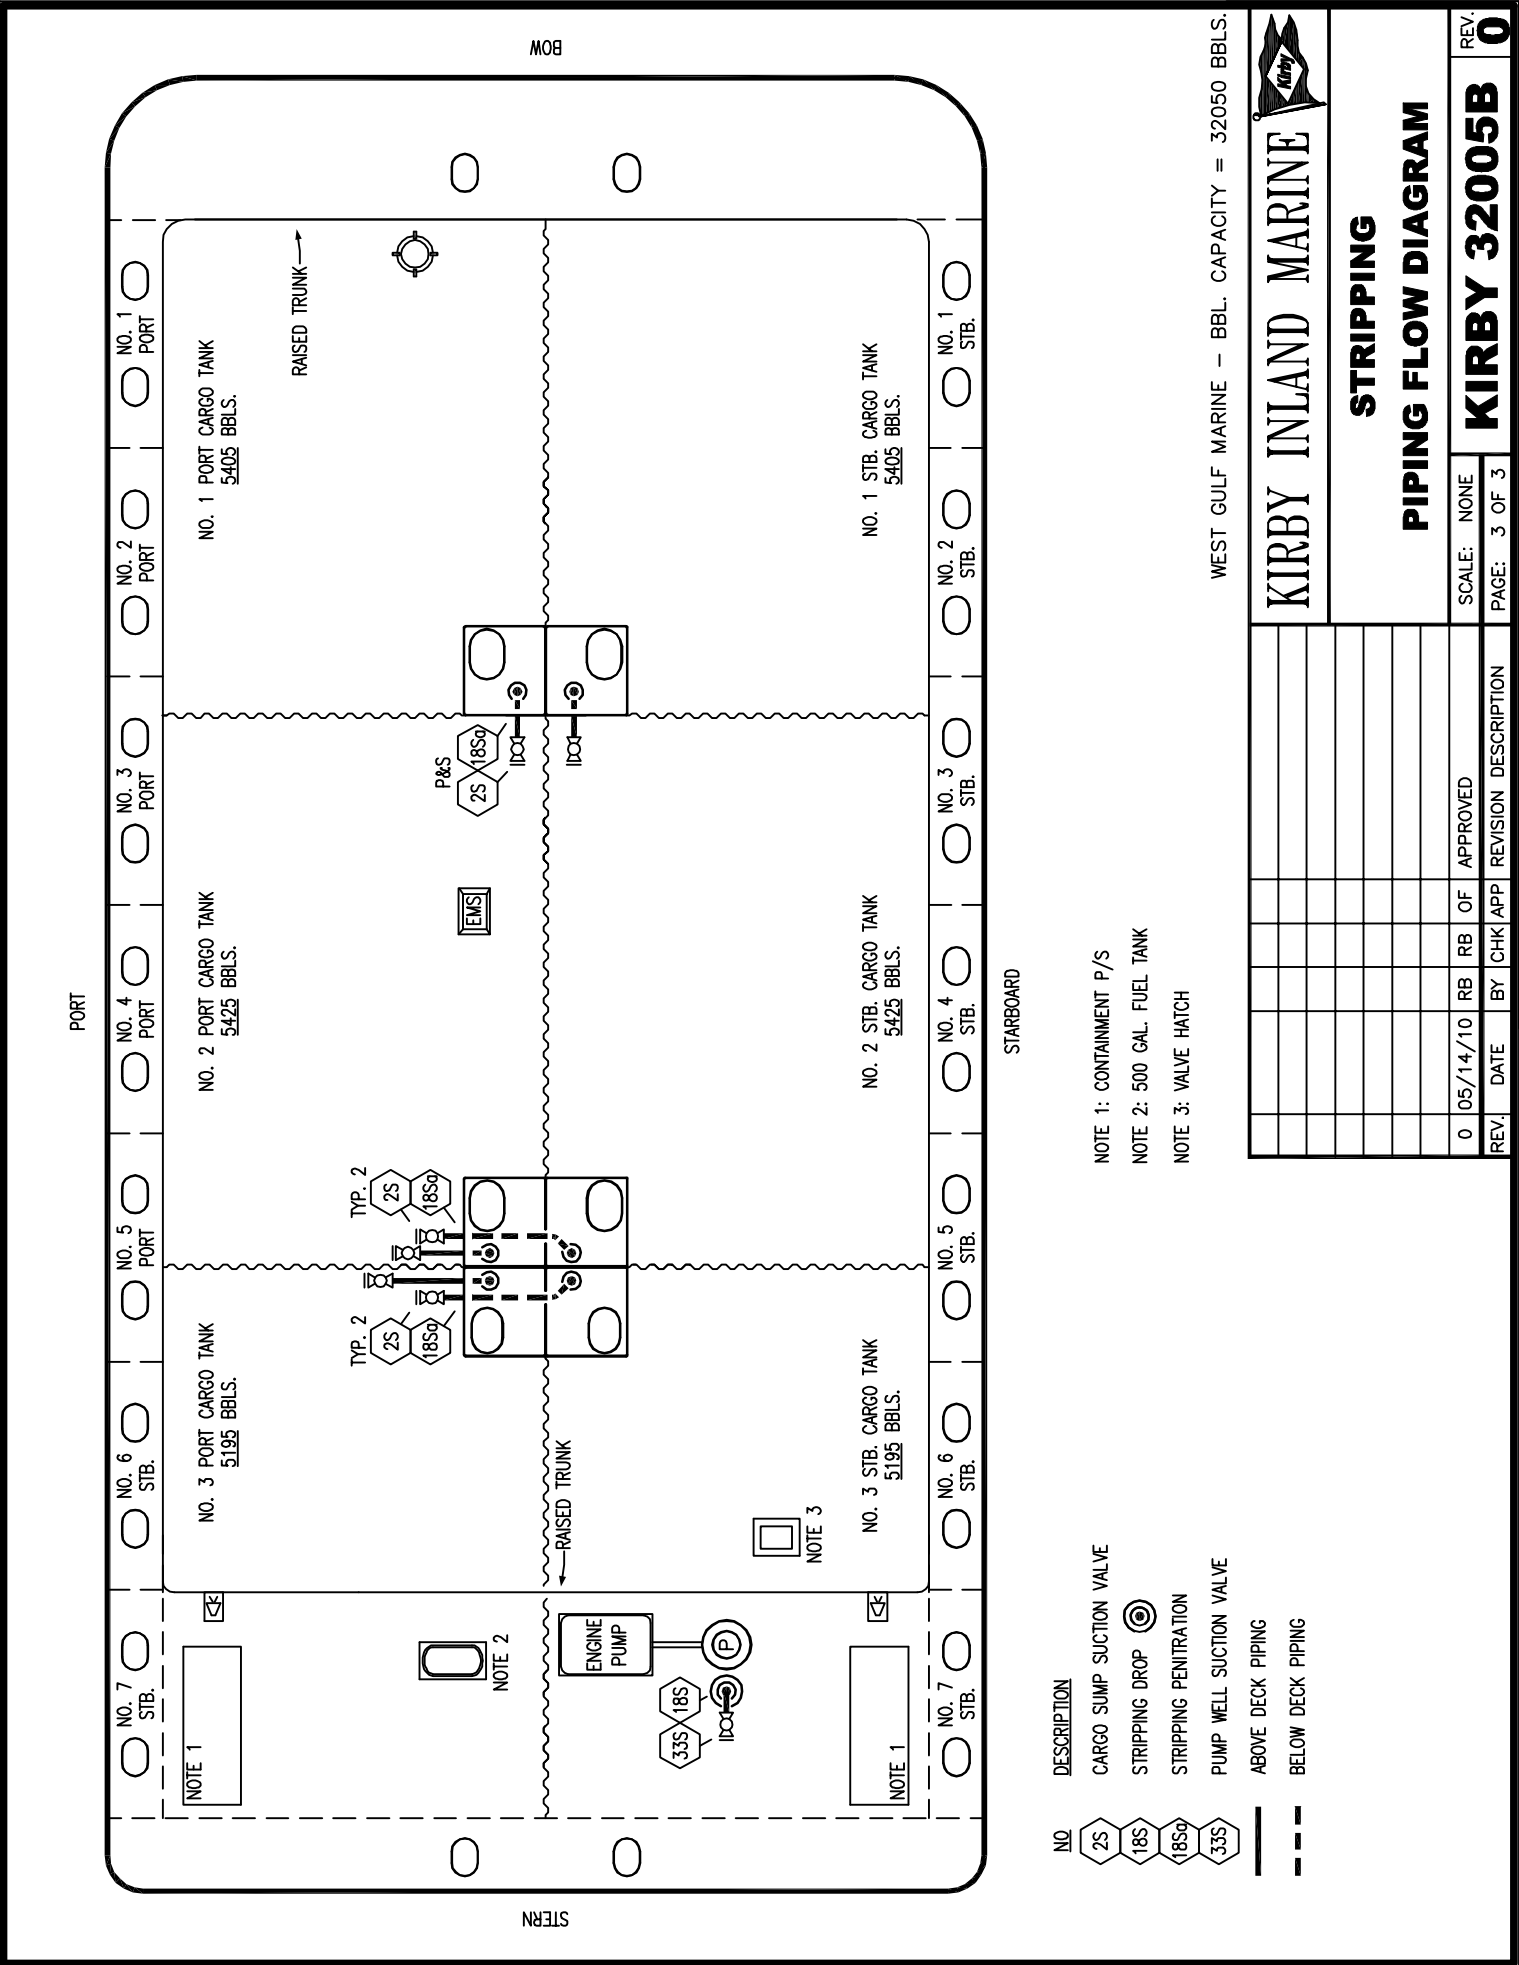 BOW
PORT
STARBOARD
STERN
NO. 1
PORT
NO. 2
PORT
NO. 3
PORT
NO. 4
PORT
NO. 5
PORT
NO. 6
STB.
NO. 7
STB.
NO. 1 PORT CARGO TANK
5405 BBLS.
NO. 2 PORT CARGO TANK
5425 BBLS.
NO. 3 PORT CARGO TANK
5195 BBLS.
RAISED TRUNK
P&S
2S
18Sa
EMS
TYP. 2
2S
18Sa
TYP. 2
2S
18Sa
NO. 1 STB. CARGO TANK
5405 BBLS.
NO. 2 STB. CARGO TANK
5425 BBLS.
NO. 3 STB. CARGO TANK
5195 BBLS.
RAISED TRUNK
NOTE 1
NOTE 2
ENGINE
PUMP
P
33S
18S
NOTE 3
NOTE 1
NO. 1
STB.
NO. 2
STB.
NO. 3
STB.
NO. 4
STB.
NO. 5
STB.
NO. 6
STB.
NO. 7
STB.
NO DESCRIPTION
2S CARGO SUMP SUCTION VALVE
18S STRIPPING DROP
18Sa STRIPPING PENITRATION
33S PUMP WELL SUCTION VALVE
ABOVE DECK PIPING
BELOW DECK PIPING
NOTE 1: CONTAINMENT P/S
NOTE 2: 500 GAL. FUEL TANK
NOTE 3: VALVE HATCH
WEST GULF MARINE - BBL. CAPACITY = 32050 BBLS.
KIRBY INLAND MARINE
Kirby
STRIPPING
PIPING FLOW DIAGRAM
0 05/14/10 RB RB OF APPROVED
REV. DATE BY CHK APP REVISION DESCRIPTION
SCALE: NONE
PAGE: 3 OF 3
KIRBY 32005B
REV.
0